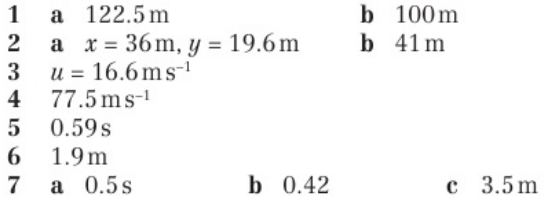 1 a 122.5 m b 100 m
2 a x = 36 m, y = 19.6 m b 41 m
3 u = 16.6 m s⁻¹
4 77.5 m s⁻¹
5 0.59 s
6 1.9 m
7 a 0.5 s b 0.42 c 3.5 m